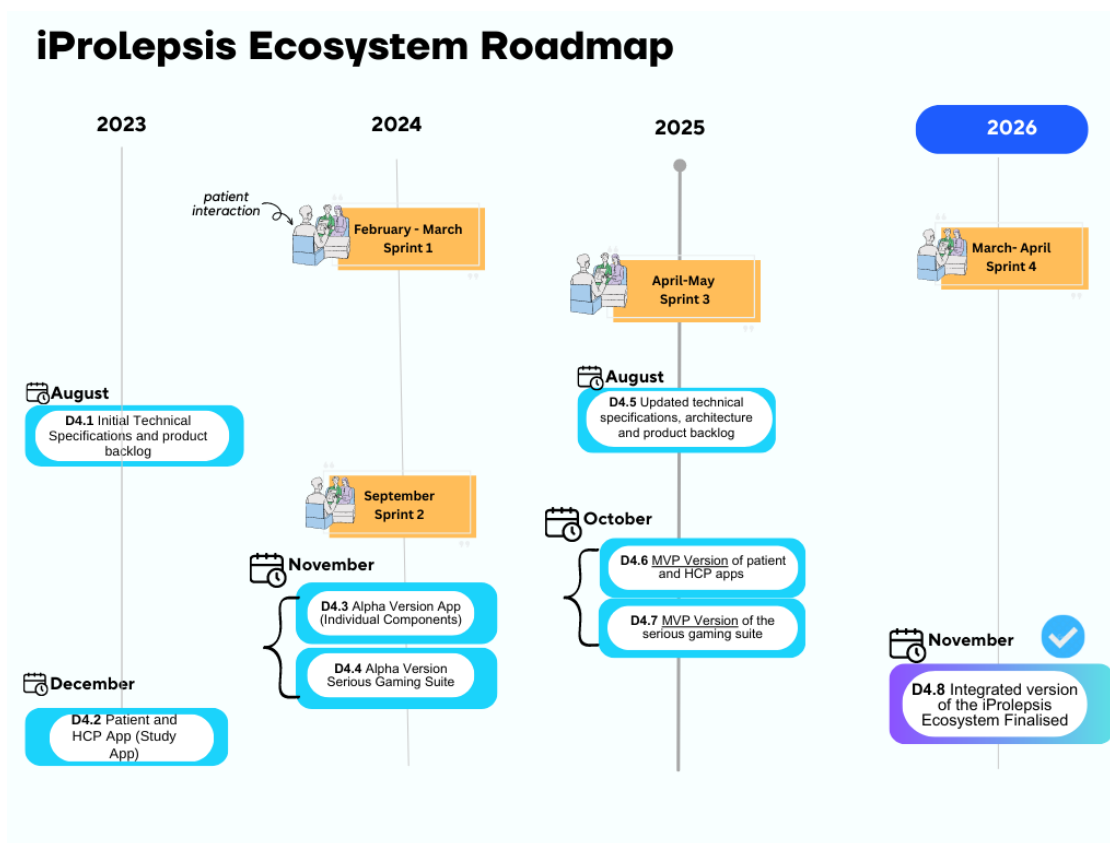 iProlepsis Ecosystem Roadmap
2023
2024
2025
2026
patient
interaction
February - March
Sprint 1
April-May
Sprint 3
March- April
Sprint 4
August
D4.1 Initial Technical
Specifications and product
backlog
August
D4.5 Updated technical
specifications, architecture
and product backlog
September
Sprint 2
October
D4.6 MVP Version of patient
and HCP apps
D4.7 MVP Version of the
serious gaming suite
November
D4.3 Alpha Version App
(Individual Components)
D4.4 Alpha Version
Serious Gaming Suite
November
D4.8 Integrated version
of the iProlepsis
Ecosystem Finalised
December
D4.2 Patient and
HCP App (Study
App)